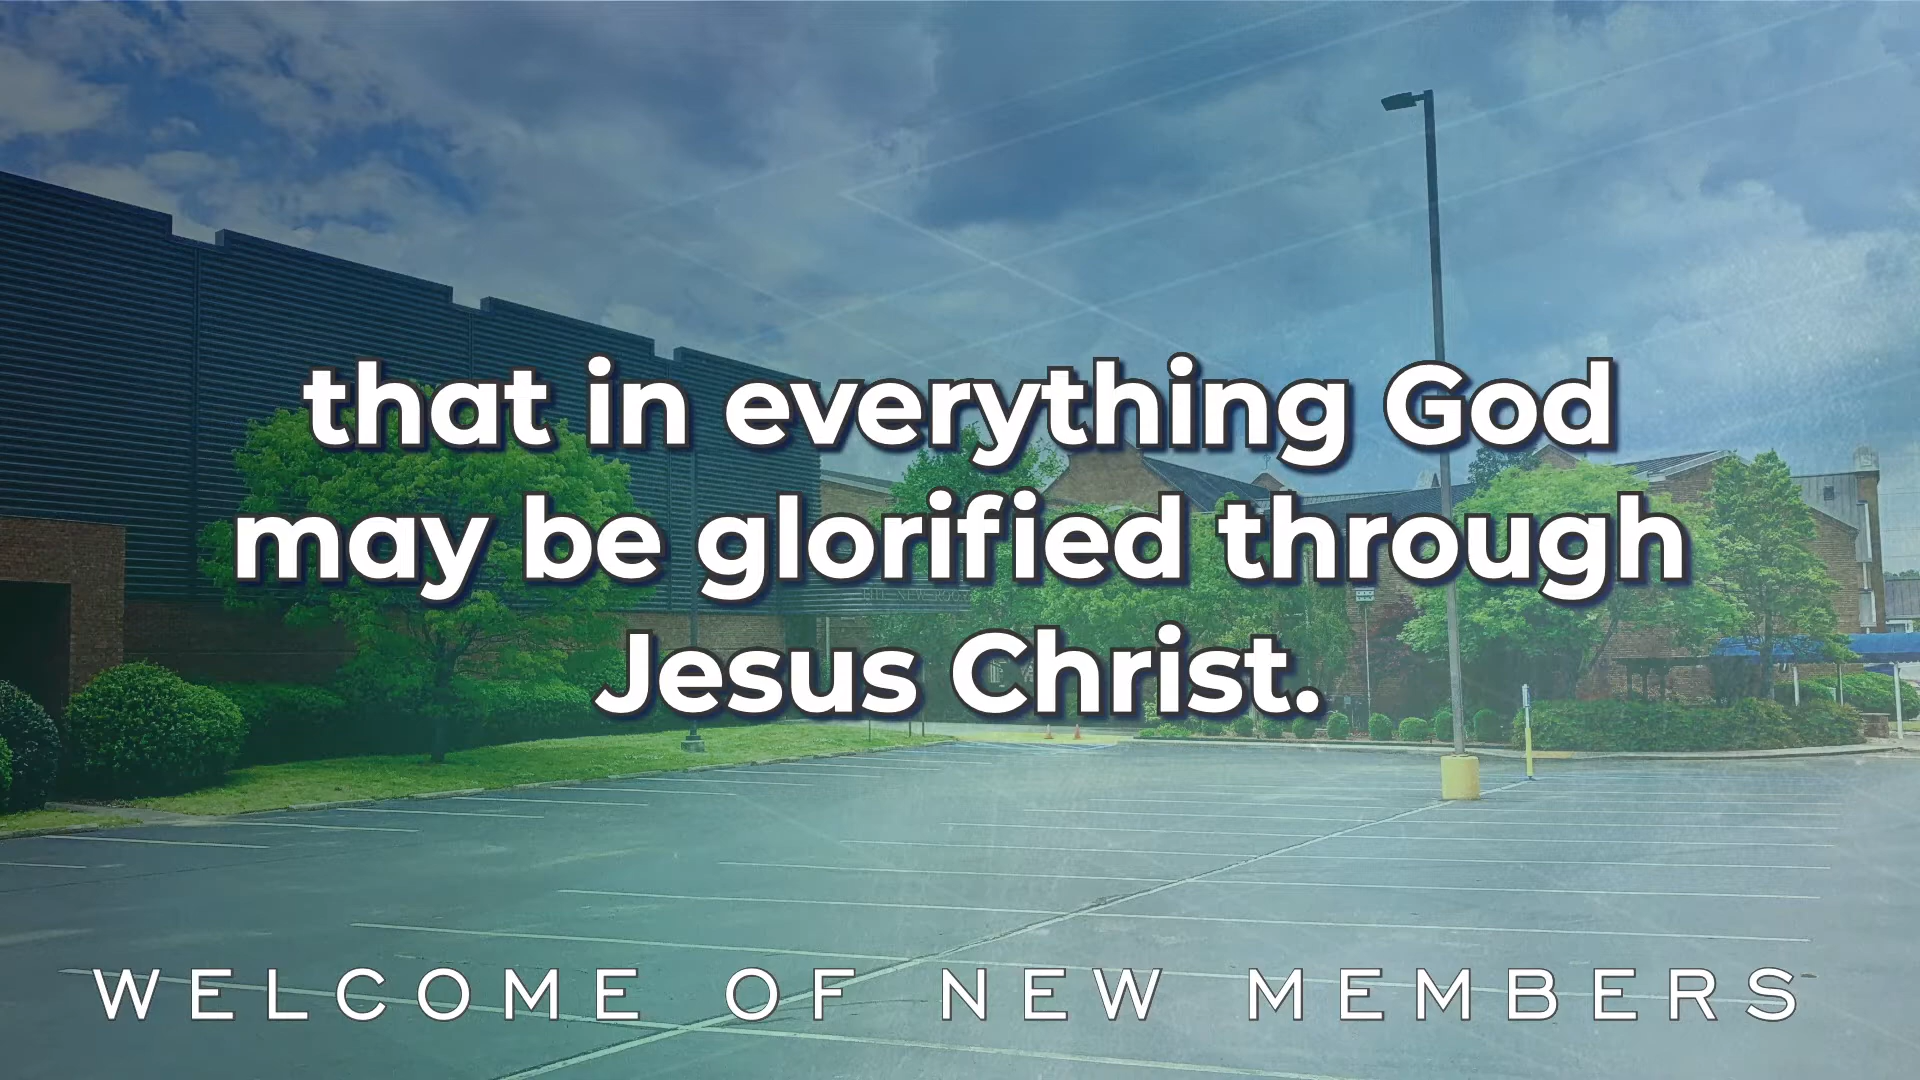 that in everything God
may be glorified through
Jesus Christ.
WELCOME OF NEW MEMBERS